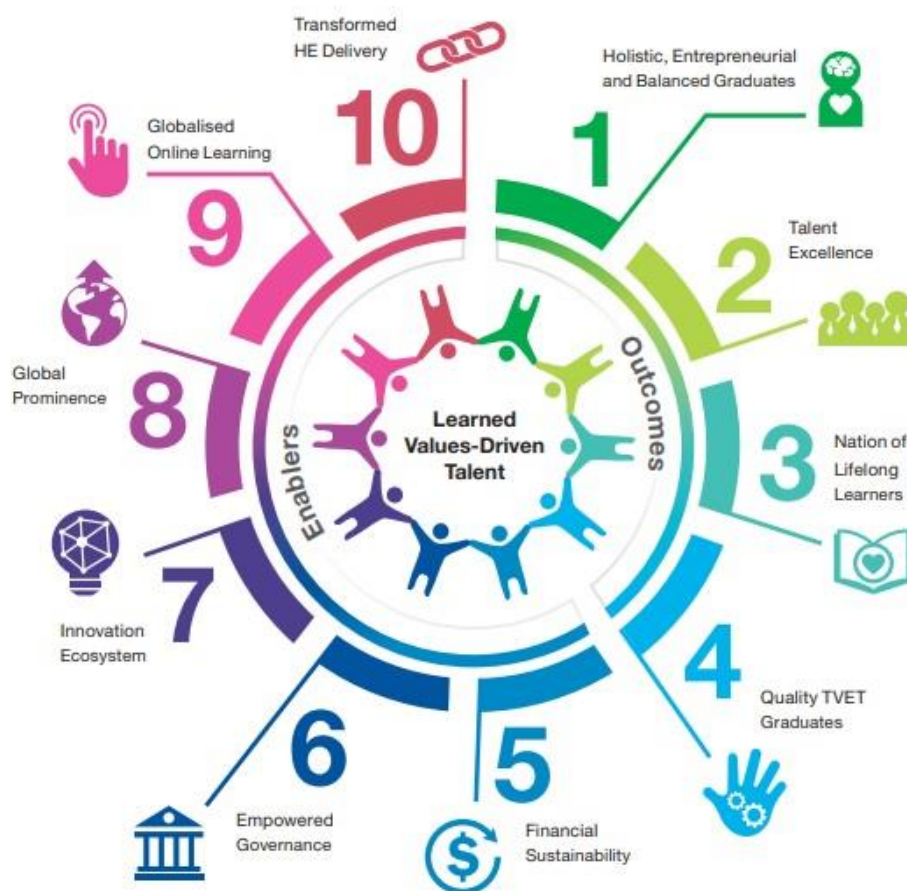 Transformed
HE Delivery
10
Holistic, Entrepreneurial
and Balanced Graduates
1
Globalised
Online Learning
9
Talent
Excellence
2
Global
Prominence
8
Outcomes
Enablers
Learned
Values-Driven
Talent
3
Nation of
Lifelong
Learners
Innovation
Ecosystem
7
4
Quality TVET
Graduates
6
Empowered
Governance
5
$
Financial
Sustainability